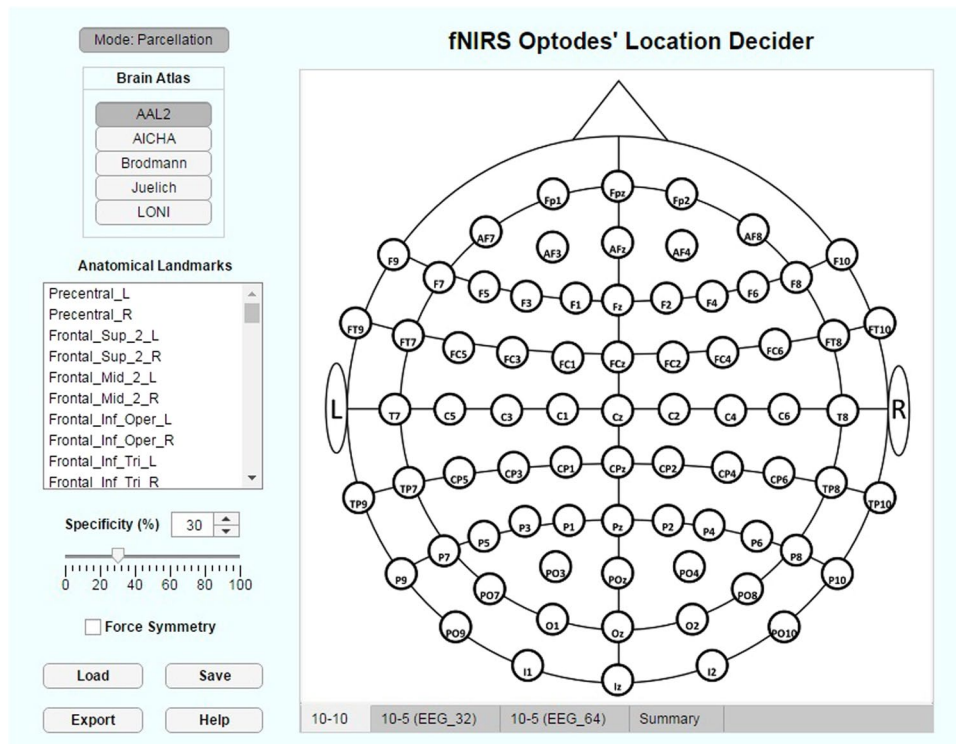 Mode: Parcellation
fNIRS Optodes' Location Decider
Brain Atlas
AAL2
AICHA
Brodmann
Juelich
LONI
Anatomical Landmarks
Precentral_L
Precentral_R
Frontal_Sup_2_L
Frontal_Sup_2_R
Frontal_Mid_2_L
Frontal_Mid_2_R
Frontal_Inf_Oper_L
Frontal_Inf_Oper_R
Frontal_Inf_Tri_L
Frontal_Inf_Tri_R
Specificity (%) 30
0 20 40 60 80 100
Force Symmetry
Load Save
Export Help
Fp1 Fpz Fp2
AF7 AF3 AFz AF4 AF8
F9 F7 F5 F3 F1 Fz F2 F4 F6 F8 F10
FT9 FT7 FC5 FC3 FC1 FCz FC2 FC4 FC6 FT8 FT10
L T7 C5 C3 C1 Cz C2 C4 C6 T8 R
TP9 TP7 CP5 CP3 CP1 CPz CP2 CP4 CP6 TP8 TP10
P9 P7 P5 P3 P1 Pz P2 P4 P6 P8 P10
PO9 PO7 PO3 POz PO4 PO8 PO10
O1 Oz O2
I1 Iz I2
10-10 10-5 (EEG_32) 10-5 (EEG_64) Summary